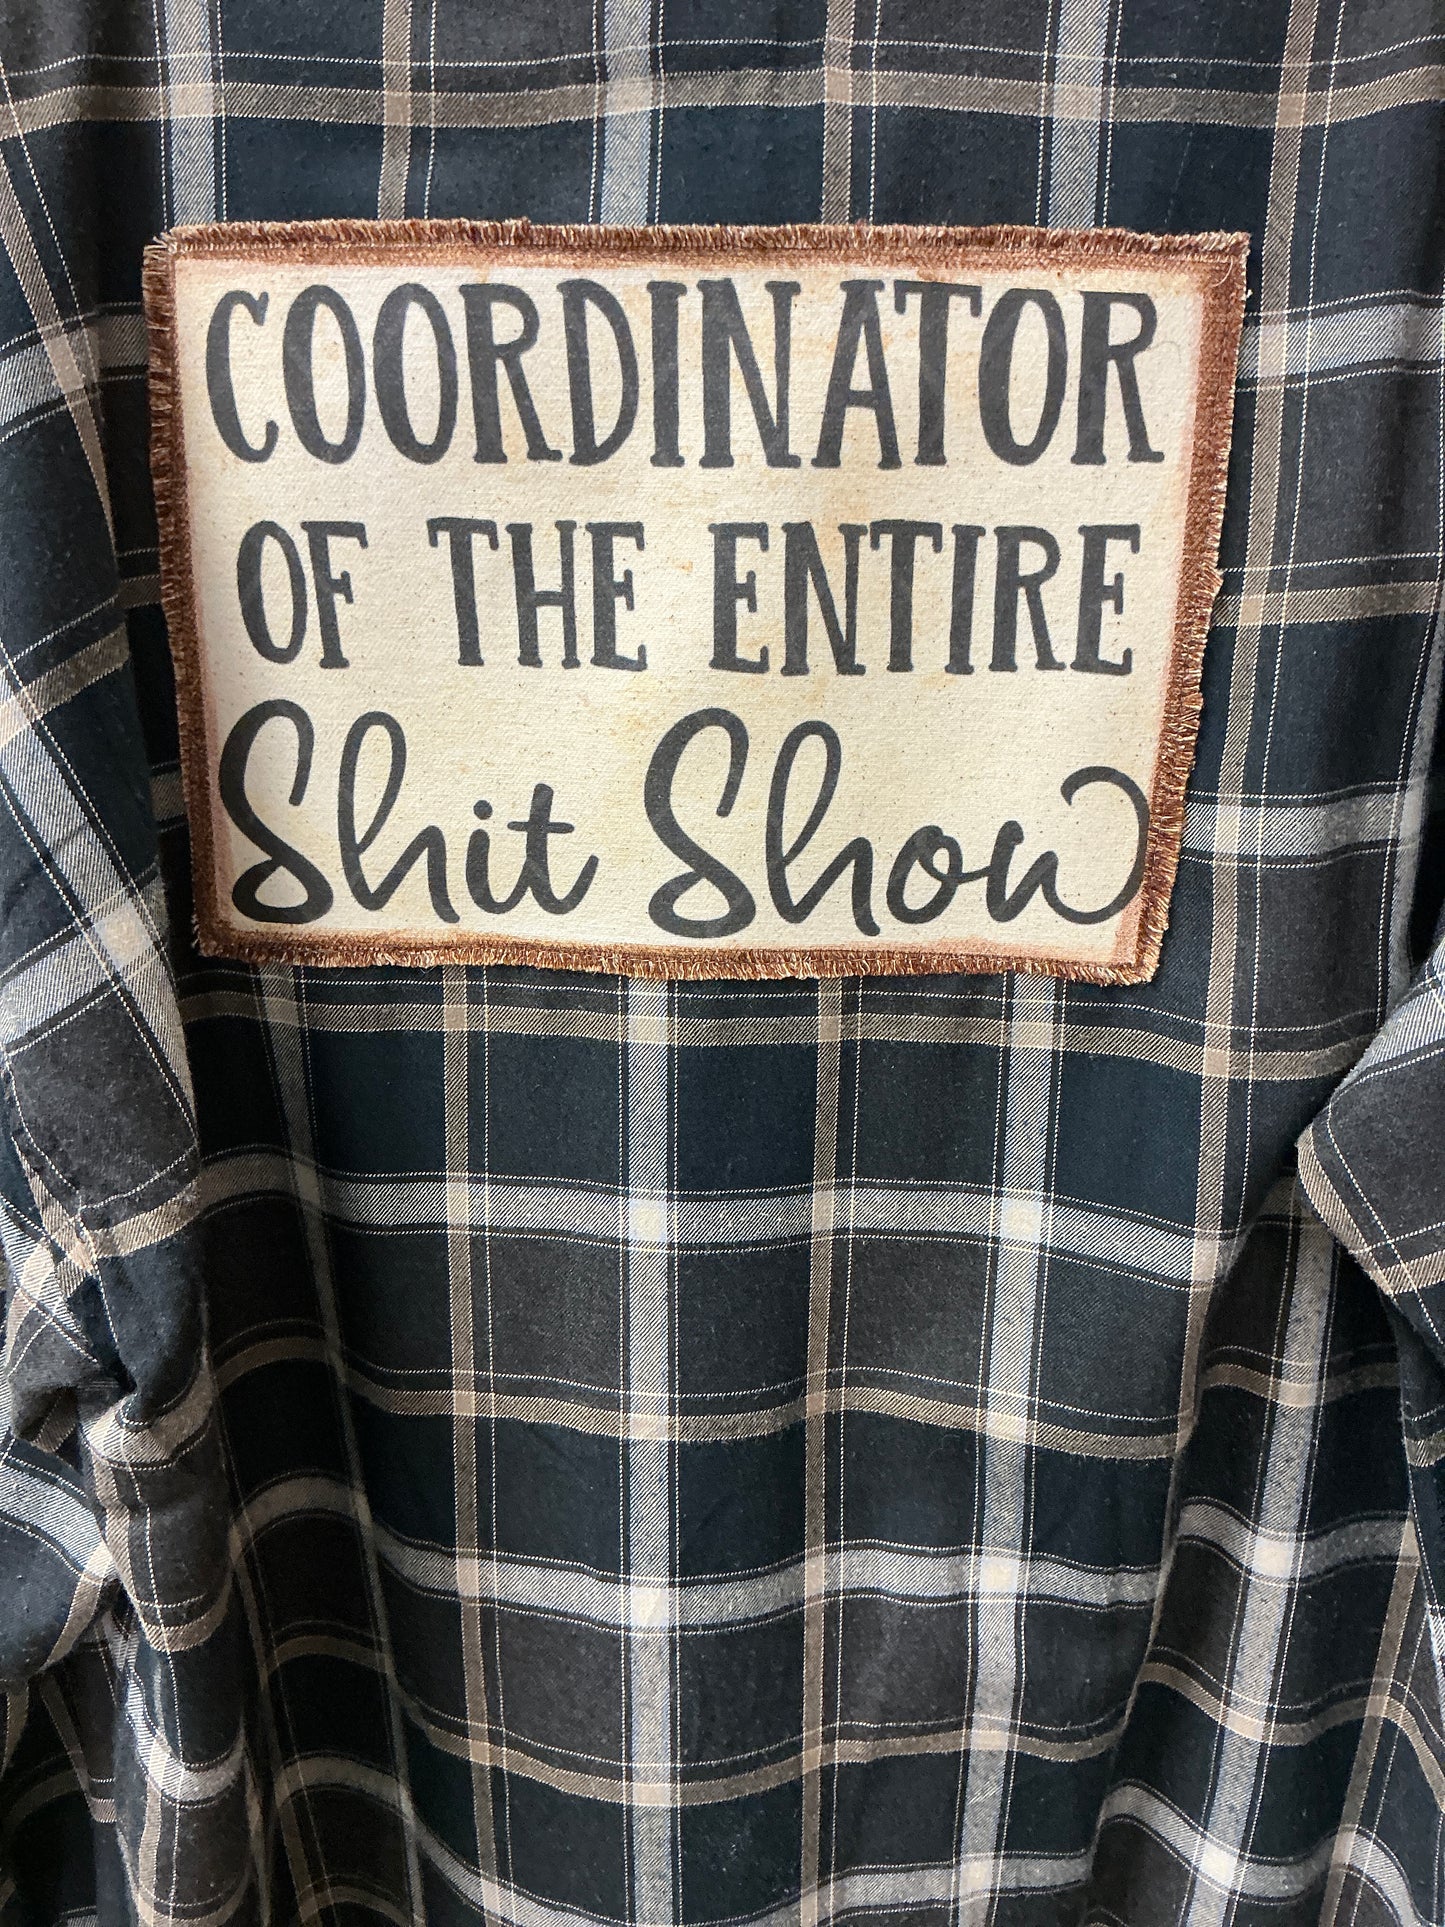 COORDINATOR
OF THE ENTIRE
Shit Show